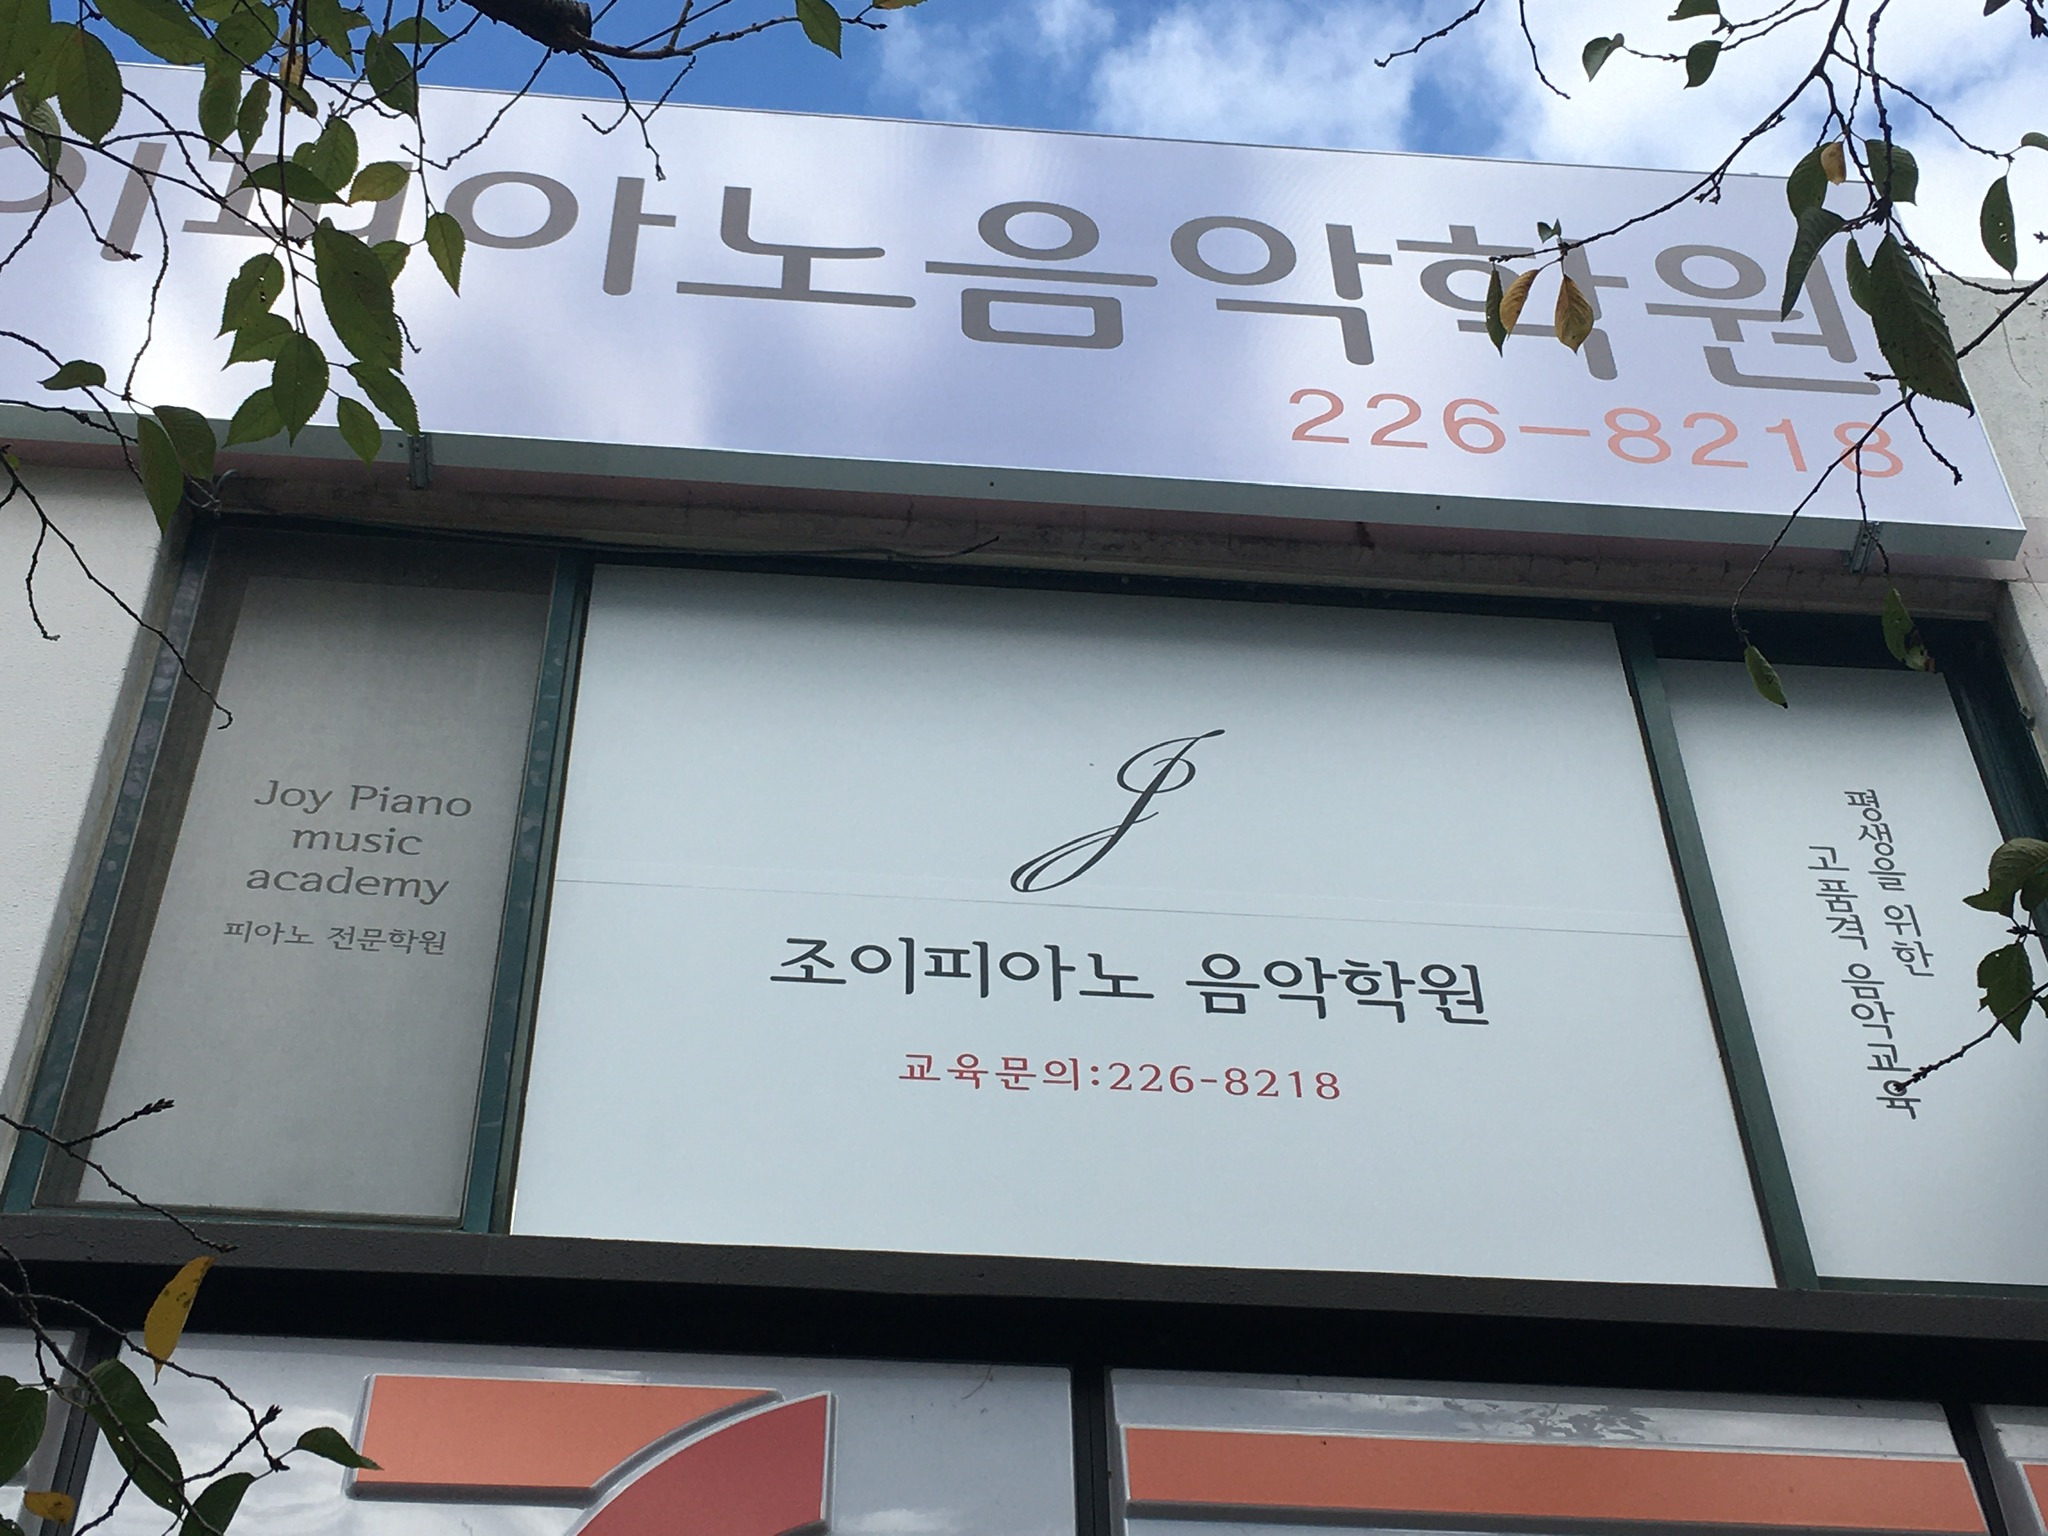 이피아노음악학원
226-8218
Joy Piano
music
academy
피아노 전문학원
조이피아노 음악학원
교육문의:226-8218
평생을 위한
고품격 음악교육